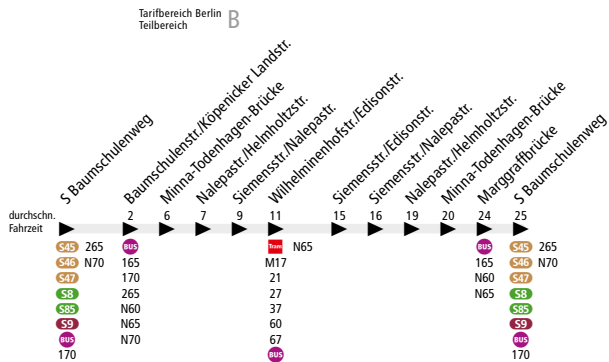 Tarifbereich Berlin
Teilbereich
B
S Baumschulenweg
Baumschulenstr./Köpenicker Landstr.
Minna-Todenhagen-Brücke
Nalepastr./Helmholtzstr.
Siemensstr./Nalepastr.
Wilhelminenhofstr./Edisonstr.
Siemensstr./Edisonstr.
Siemensstr./Nalepastr.
Nalepastr./Helmholtzstr.
Minna-Todenhagen-Brücke
Marggraffbrücke
S Baumschulenweg
durchschn. 2 6 7 9 11 15 16 19 20 24 25
Fahrzeit
S45 265 BUS Tram N65 BUS S45 265
S46 N70 165 M17 165 S46 N70
S47 170 21 N60 S47
S8 265 27 N65 S8
S85 N60 37 S85
S9 N65 60 S9
BUS N70 67 BUS
170 BUS 170